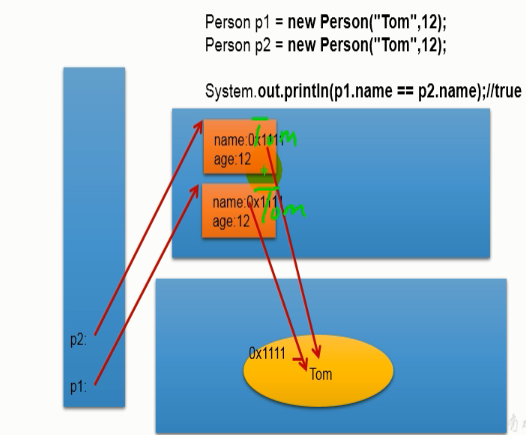 Person p1 = new Person("Tom",12);
Person p2 = new Person("Tom",12);
System.out.println(p1.name == p2.name);//true
name:0x1111
Tom
age:12
name:0x1111
Tom
age:12
p2:
p1:
0x1111
Tom